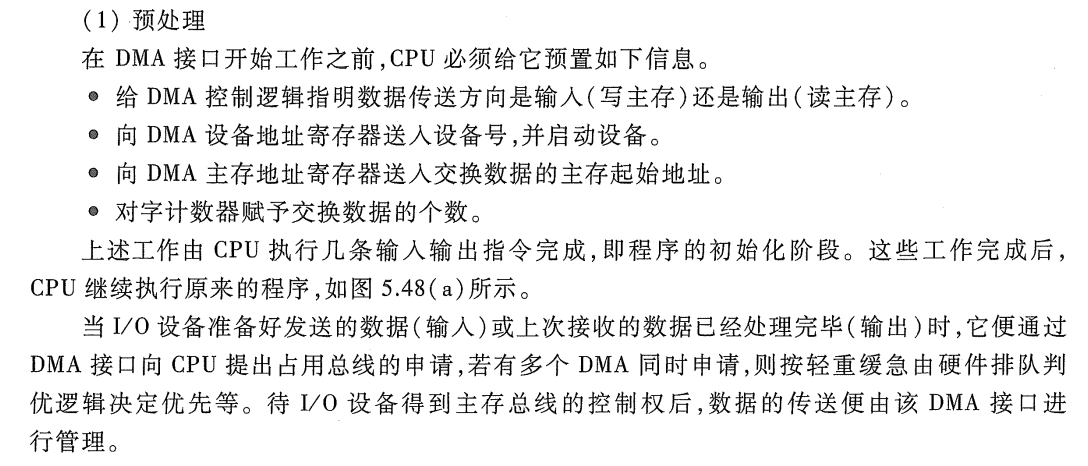 (1) 预处理
在 DMA 接口开始工作之前,CPU 必须给它预置如下信息。
• 给 DMA 控制逻辑指明数据传送方向是输入(写主存)还是输出(读主存)。
• 向 DMA 设备地址寄存器送入设备号,并启动设备。
• 向 DMA 主存地址寄存器送入交换数据的主存起始地址。
• 对字计数器赋予交换数据的个数。
上述工作由 CPU 执行几条输入输出指令完成,即程序的初始化阶段。这些工作完成后,
CPU 继续执行原来的程序,如图 5.48(a)所示。
当 I/O 设备准备好发送的数据(输入)或上次接收的数据已经处理完毕(输出)时,它便通过
DMA 接口向 CPU 提出占用总线的申请,若有多个 DMA 同时申请,则按轻重缓急由硬件排队判
优逻辑决定优先等。待 I/O 设备得到主存总线的控制权后,数据的传送便由该 DMA 接口进
行管理。